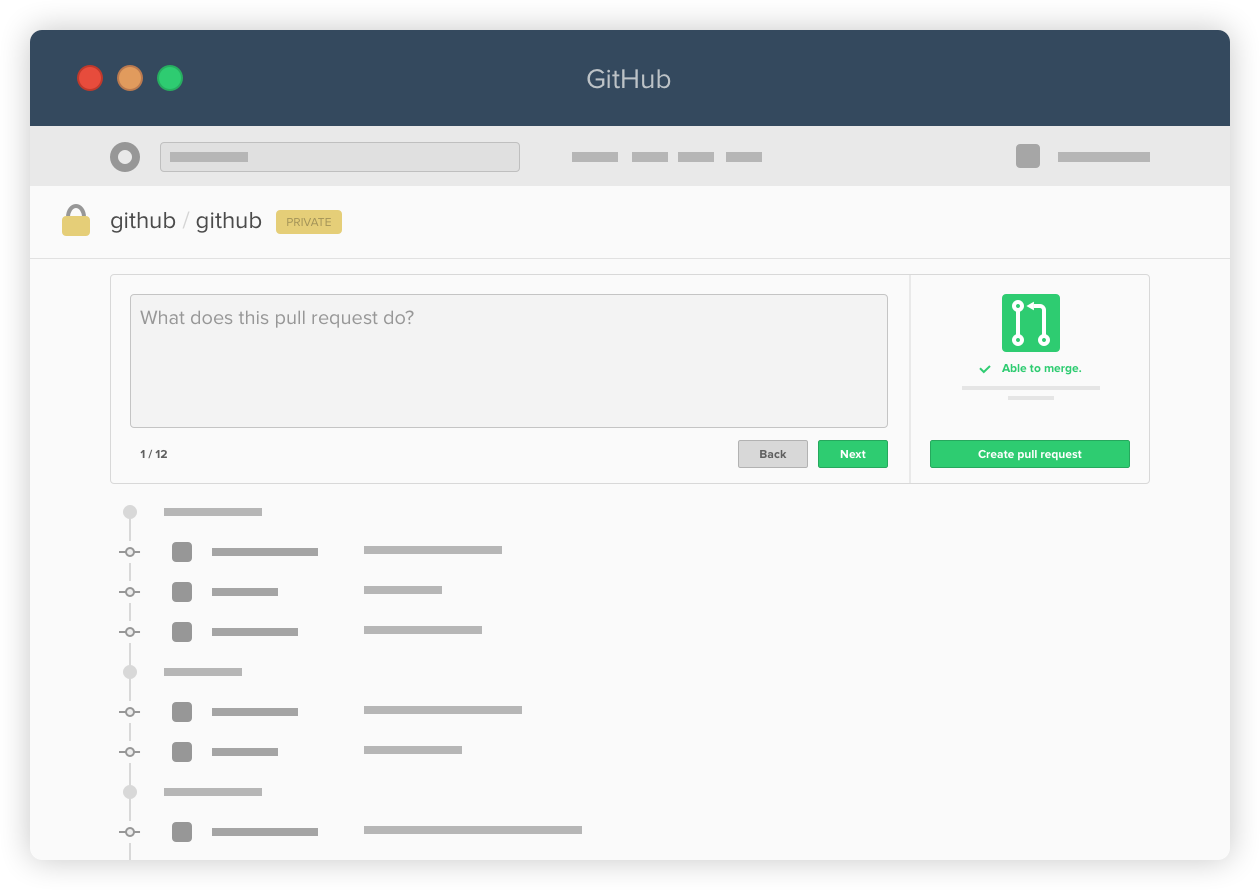 GitHub
github / github PRIVATE
What does this pull request do?
Able to merge.
1 / 12
Back
Next
Create pull request